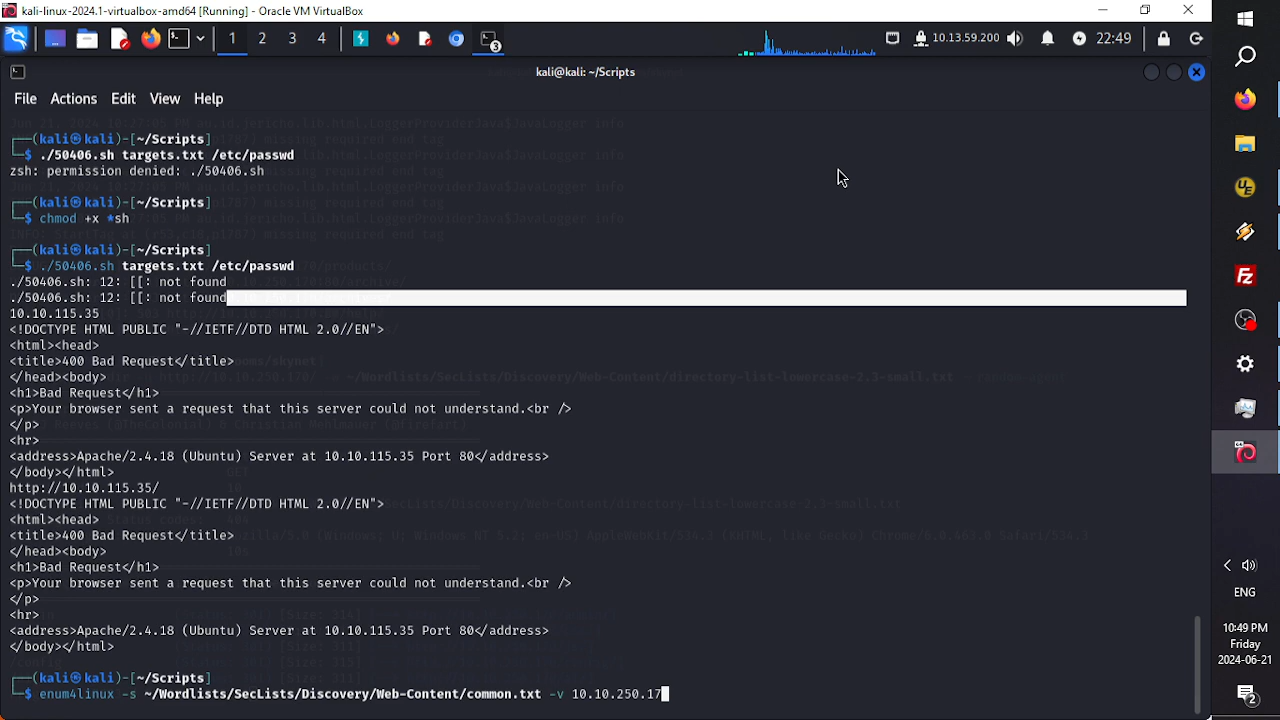 kali-linux-2024.1-virtualbox-amd64 [Running] - Oracle VM VirtualBox
1 2 3 4
3
10.13.59.200
22:49
kali@kali: ~/Scripts
File Actions Edit View Help
┌──(kali㉿kali)-[~/Scripts]
└─$ ./50406.sh targets.txt /etc/passwd
zsh: permission denied: ./50406.sh
┌──(kali㉿kali)-[~/Scripts]
└─$ chmod +x *sh
┌──(kali㉿kali)-[~/Scripts]
└─$ ./50406.sh targets.txt /etc/passwd
./50406.sh: 12: [[: not found
./50406.sh: 12: [[: not found
10.10.115.35
<!DOCTYPE HTML PUBLIC "-//IETF//DTD HTML 2.0//EN">
<html><head>
<title>400 Bad Request</title>
</head><body>
<h1>Bad Request</h1>
<p>Your browser sent a request that this server could not understand.<br />
</p>
<hr>
<address>Apache/2.4.18 (Ubuntu) Server at 10.10.115.35 Port 80</address>
</body></html>
http://10.10.115.35/
<!DOCTYPE HTML PUBLIC "-//IETF//DTD HTML 2.0//EN">
<html><head>
<title>400 Bad Request</title>
</head><body>
<h1>Bad Request</h1>
<p>Your browser sent a request that this server could not understand.<br />
</p>
<hr>
<address>Apache/2.4.18 (Ubuntu) Server at 10.10.115.35 Port 80</address>
</body></html>
┌──(kali㉿kali)-[~/Scripts]
└─$ enum4linux -s ~/Wordlists/SecLists/Discovery/Web-Content/common.txt -v 10.10.250.17
UE
FZ
64
ENG
10:49 PM
Friday
2024-06-21
2